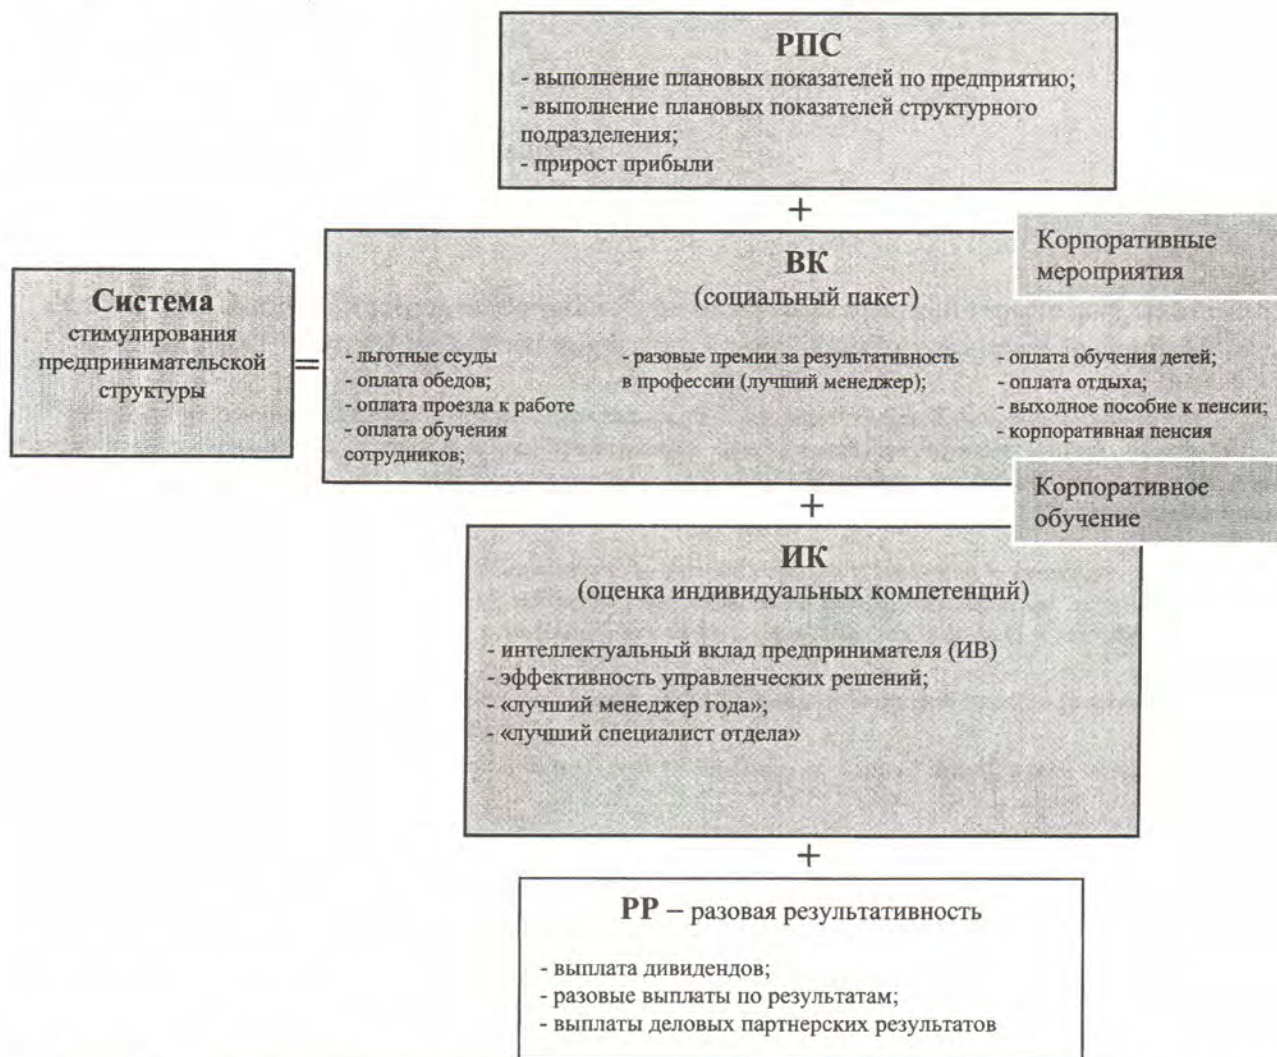 РПС
- выполнение плановых показателей по предприятию;
- выполнение плановых показателей структурного
подразделения;
- прирост прибыли
+
Корпоративные
мероприятия
ВК
(социальный пакет)
Система
стимулирования
предпринимательской
структуры
=
- льготные ссуды
- оплата обедов;
- оплата проезда к работе
- оплата обучения
сотрудников;
- разовые премии за результативность
в профессии (лучший менеджер);
- оплата обучения детей;
- оплата отдыха;
- выходное пособие к пенсии;
- корпоративная пенсия
Корпоративное
обучение
+
ИК
(оценка индивидуальных компетенций)
- интеллектуальный вклад предпринимателя (ИВ)
- эффективность управленческих решений;
- «лучший менеджер года»;
- «лучший специалист отдела»
+
РР – разовая результативность
- выплата дивидендов;
- разовые выплаты по результатам;
- выплаты деловых партнерских результатов